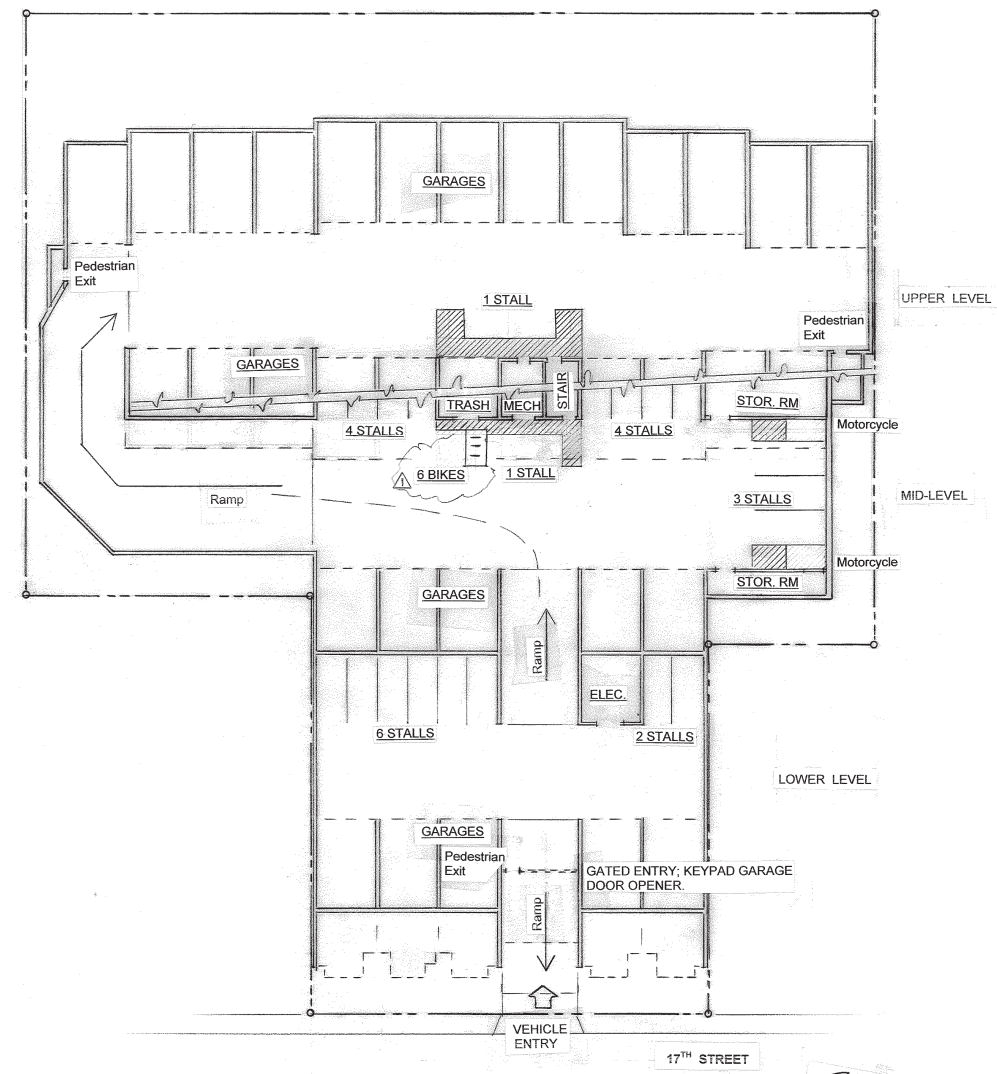 GARAGES
Pedestrian
Exit
1 STALL
UPPER LEVEL
Pedestrian
Exit
GARAGES
STAIR
TRASH
MECH
STOR. RM
4 STALLS
4 STALLS
Motorcycle
6 BIKES
1 STALL
1
Ramp
3 STALLS
MID-LEVEL
Motorcycle
STOR. RM
GARAGES
Ramp
ELEC.
6 STALLS
2 STALLS
LOWER LEVEL
GARAGES
Pedestrian
Exit
GATED ENTRY; KEYPAD GARAGE
DOOR OPENER.
Ramp
VEHICLE
ENTRY
17TH STREET